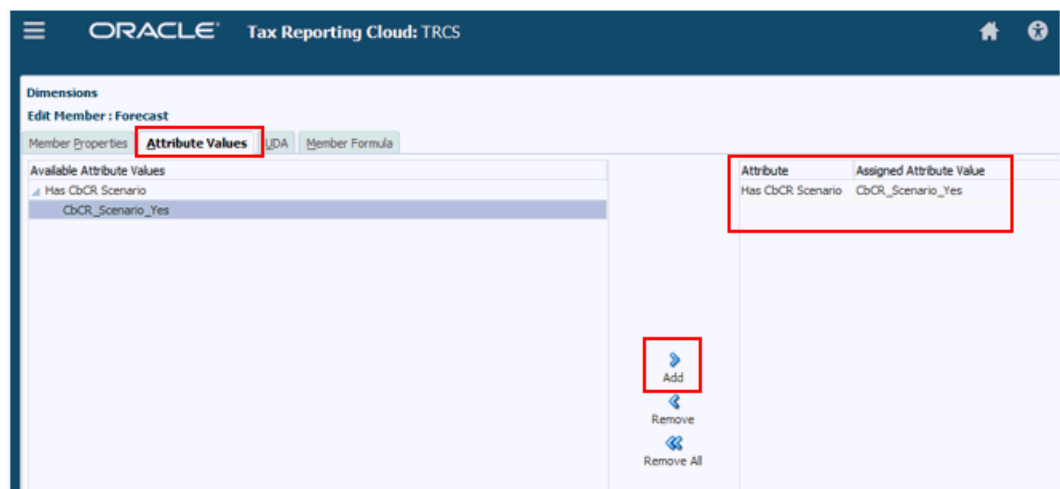 ORACLE® Tax Reporting Cloud: TRCS
Dimensions
Edit Member : Forecast
Member Properties Attribute Values UDA Member Formula
Available Attribute Values
Has CbCR Scenario
CbCR_Scenario_Yes
Attribute Assigned Attribute Value
Has CbCR Scenario CbCR_Scenario_Yes
Add
Remove
Remove All